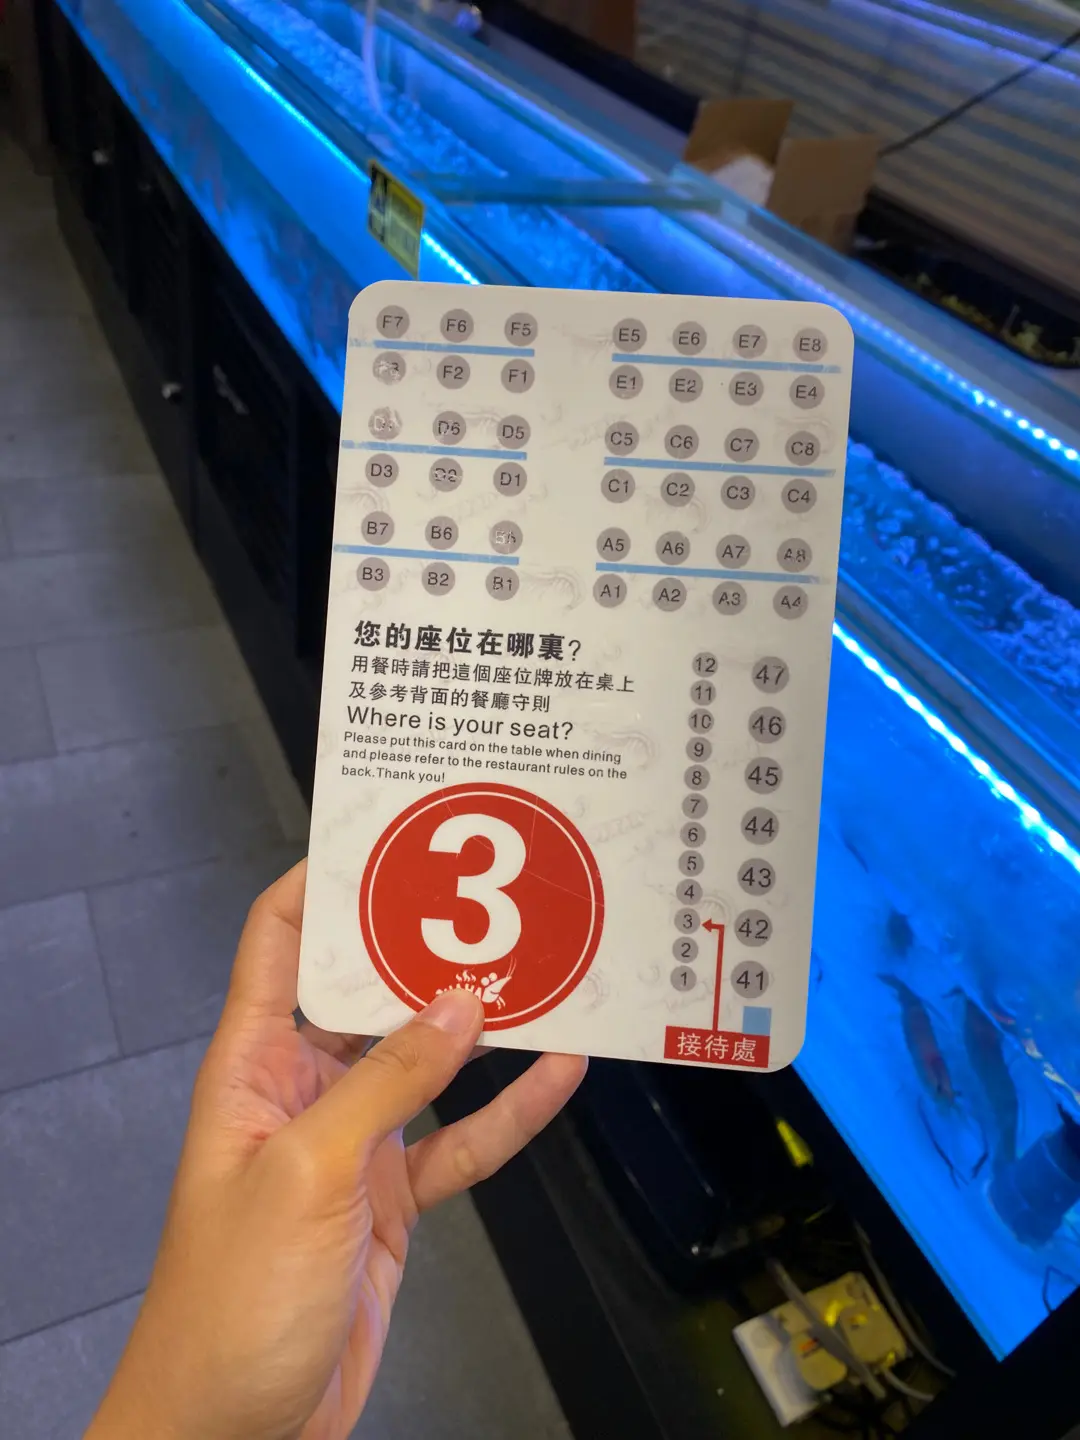 F7 F6 F5 E5 E6 E7 E8
F2 F1 E1 E2 E3 E4
D6 D5 C5 C6 C7 C8
D3 D2 D1 C1 C2 C3 C4
B7 B6 A5 A6 A7 A8
B3 B2 B1 A1 A2 A3 A4
您的座位在哪裏?
用餐時請把這個座位牌放在桌上
及參考背面的餐廳守則
Where is your seat?
Please put this card on the table when dining
and please refer to the restaurant rules on the
back.Thank you!
3
12
11
10
9
8
7
6
5
4
3
2
1
47
46
45
44
43
42
41
接待處